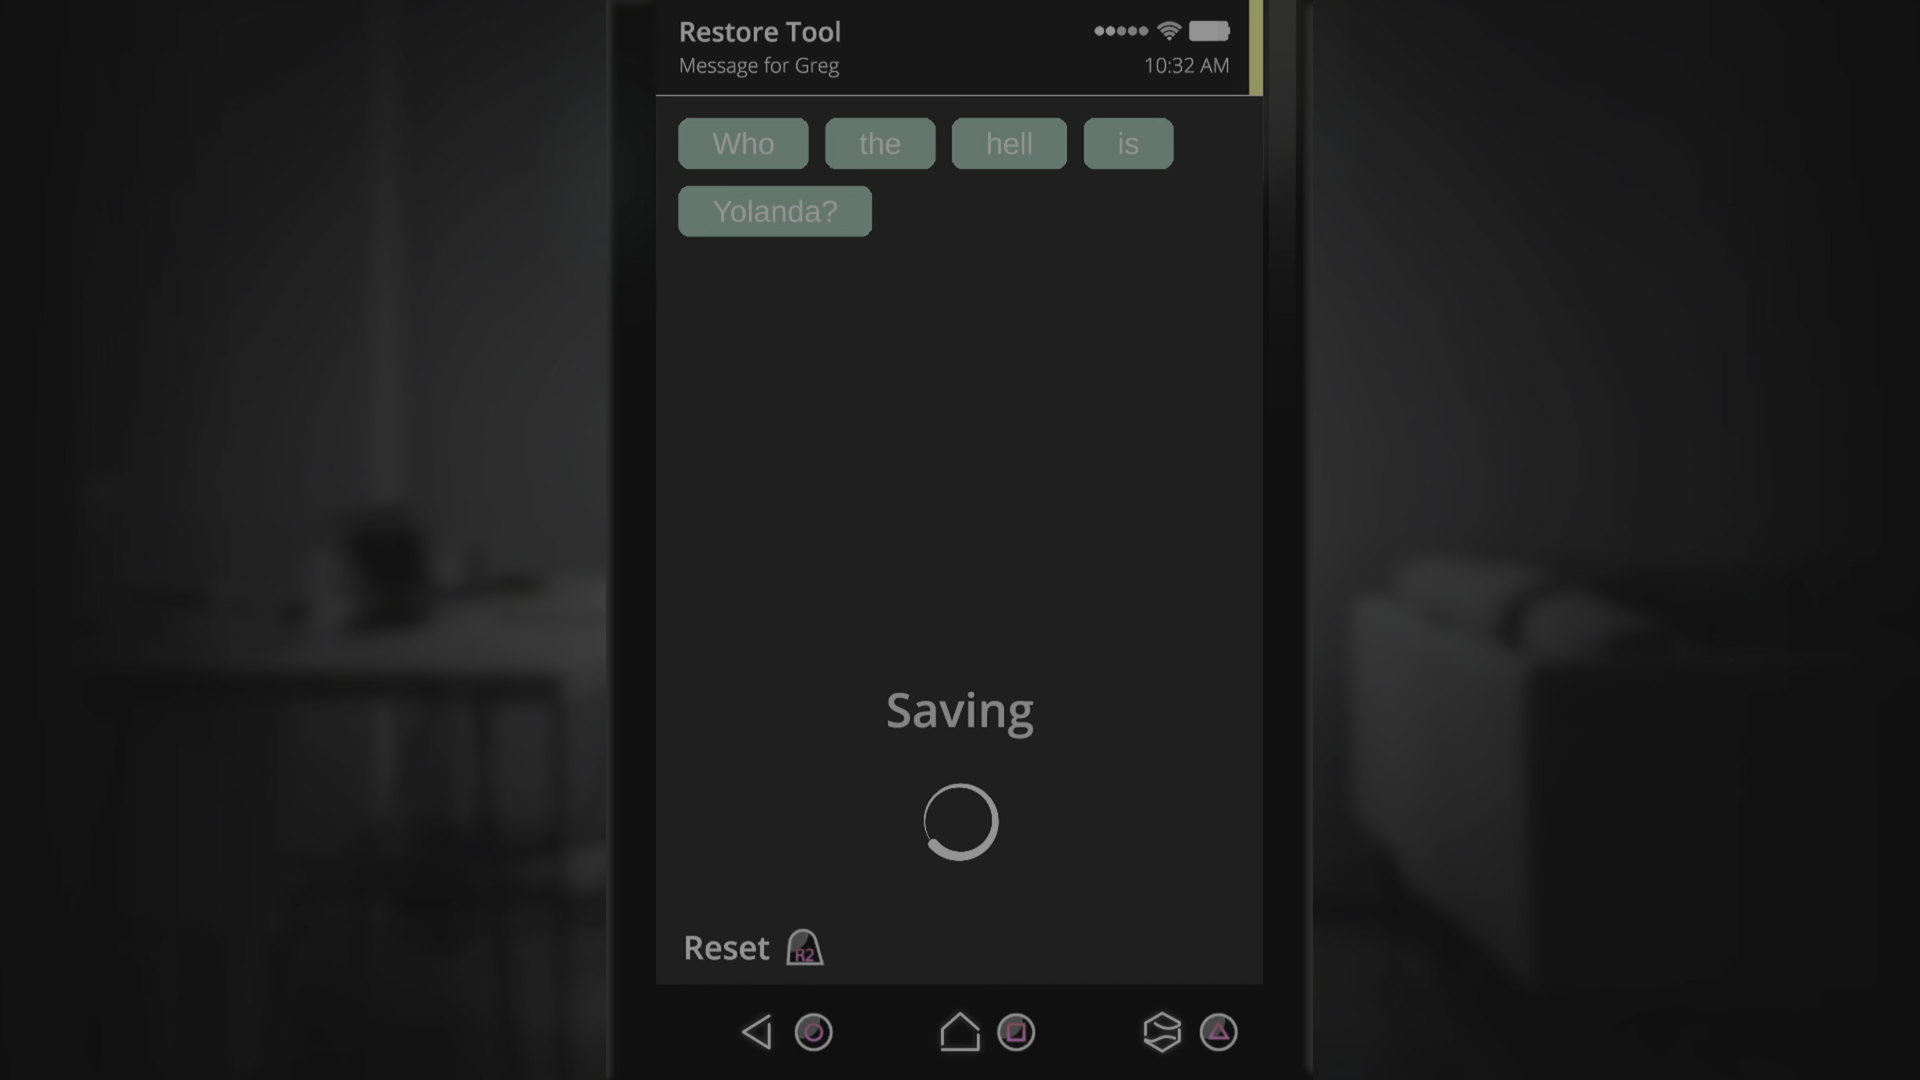 Restore Tool
Message for Greg
10:32 AM
Who the hell is
Yolanda?
Saving
Reset R2